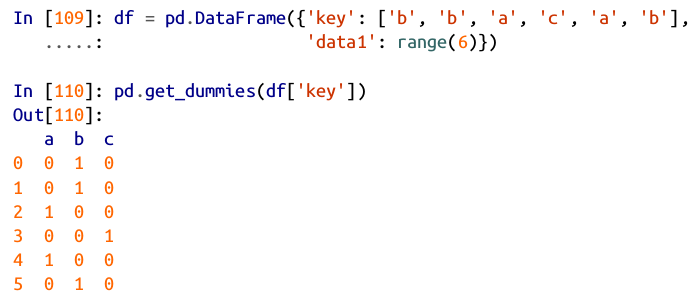 In [109]: df = pd.DataFrame({'key': ['b', 'b', 'a', 'c', 'a', 'b'],
   .....:                    'data1': range(6)})

In [110]: pd.get_dummies(df['key'])
Out[110]:
   a  b  c
0  0  1  0
1  0  1  0
2  1  0  0
3  0  0  1
4  1  0  0
5  0  1  0